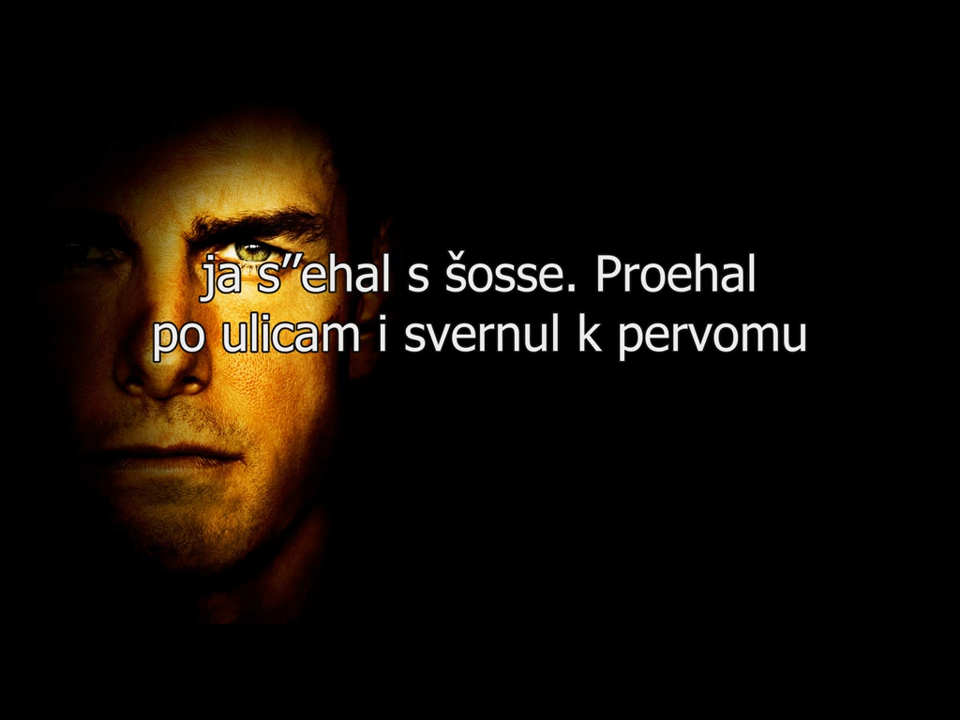 ja s”ehal s šosse. Proehal
po ulicam i svernul k pervomu